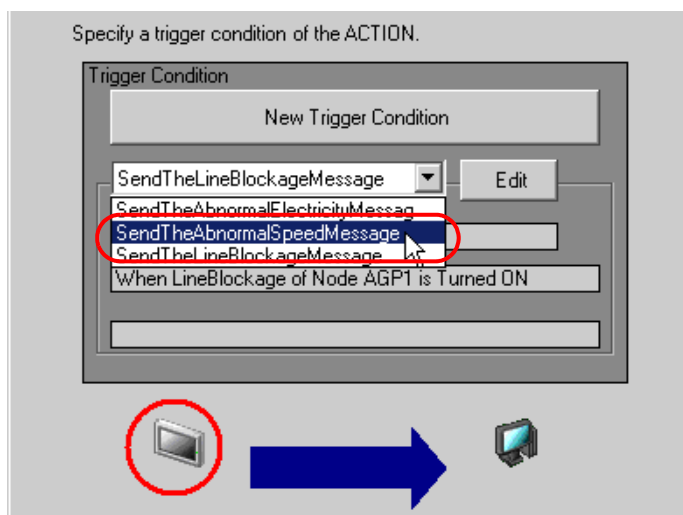 Specify a trigger condition of the ACTION.
Trigger Condition
New Trigger Condition
SendTheLineBlockageMessage
Edit
SendTheAbnormalElectricityMessag
SendTheAbnormalSpeedMessage
SendTheLineBlockageMessage
When LineBlockage of Node AGP1 is Turned ON